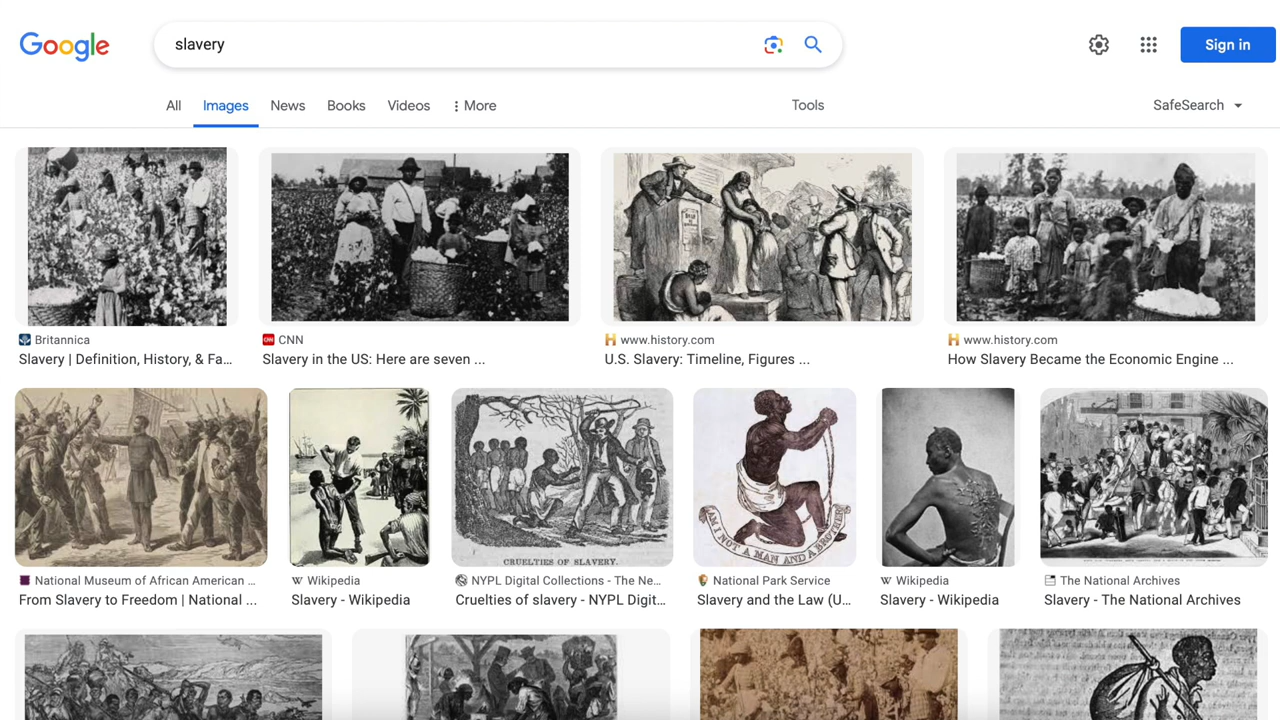 Google
slavery
Sign in
All Images News Books Videos More
Tools
SafeSearch
Britannica
Slavery | Definition, History, & Fa...
CNN
Slavery in the US: Here are seven ...
www.history.com
U.S. Slavery: Timeline, Figures ...
www.history.com
How Slavery Became the Economic Engine ...
CRUELTIES OF SLAVERY.
AM I NOT A MAN AND A BROTHER
National Museum of African American ...
From Slavery to Freedom | National ...
Wikipedia
Slavery - Wikipedia
NYPL Digital Collections - The Ne...
Cruelties of slavery - NYPL Digit...
National Park Service
Slavery and the Law (U...
Wikipedia
Slavery - Wikipedia
The National Archives
Slavery - The National Archives